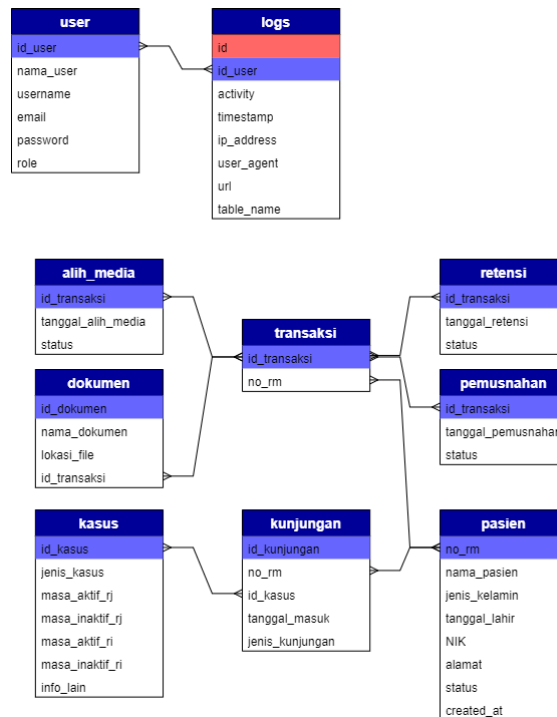 user
id_user
nama_user
username
email
password
role
logs
id
id_user
activity
timestamp
ip_address
user_agent
url
table_name
alih_media
id_transaksi
tanggal_alih_media
status
transaksi
id_transaksi
no_rm
retensi
id_transaksi
tanggal_retensi
status
dokumen
id_dokumen
nama_dokumen
lokasi_file
id_transaksi
pemusnahan
id_transaksi
tanggal_pemusnahan
status
kasus
id_kasus
jenis_kasus
masa_aktif_rj
masa_inaktif_rj
masa_aktif_ri
masa_inaktif_ri
info_lain
kunjungan
id_kunjungan
no_rm
id_kasus
tanggal_masuk
jenis_kunjungan
pasien
no_rm
nama_pasien
jenis_kelamin
tanggal_lahir
NIK
alamat
status
created_at